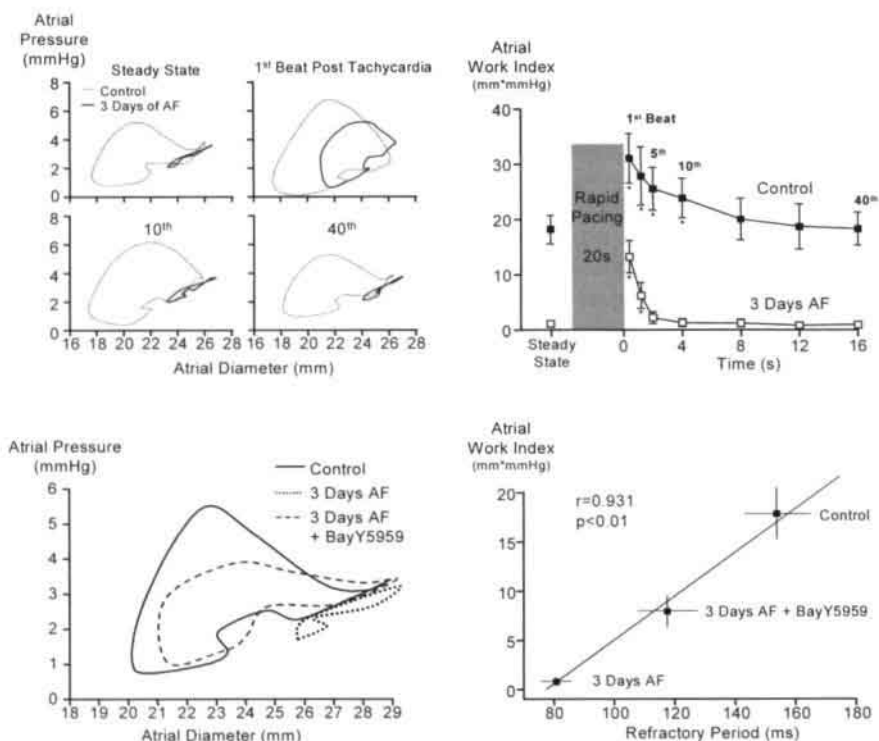 Atrial
Pressure
(mmHg)
Steady State
1st Beat Post Tachycardia
Control
3 Days of AF
8
6
4
2
0
16 18 20 22 24 26 28
10th
40th
8
6
4
2
0
16 18 20 22 24 26 28 16 18 20 22 24 26 28
Atrial Diameter (mm)
Atrial
Work Index
(mm*mmHg)
40
30
20
10
0
1st Beat
5th
10th
40th
Rapid
Pacing
20s
Control
3 Days AF
* * * *
* *
Steady
State
0 4 8 12 16
Time (s)
Atrial Pressure
(mmHg)
Control
3 Days AF
3 Days AF
+ BayY5959
6
5
4
3
2
1
0
18 19 20 21 22 23 24 25 26 27 28 29
Atrial Diameter (mm)
Atrial
Work Index
(mm*mmHg)
20
15
10
5
0
r=0.931
p<0.01
Control
3 Days AF + BayY5959
3 Days AF
80 100 120 140 160 180
Refractory Period (ms)